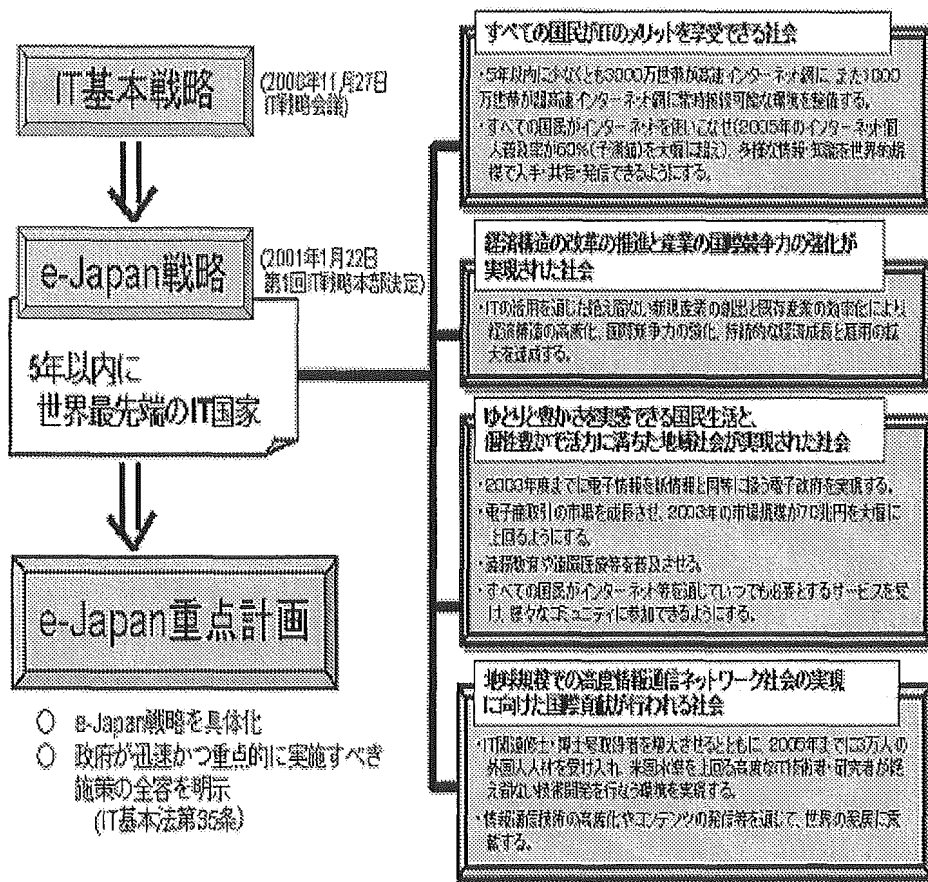 IT基本戦略
(2000年11月27日
IT戦略会議)
e-Japan戦略
(2001年1月22日
第1回IT戦略本部決定)
5年以内に
世界最先端のIT国家
e-Japan重点計画
○ e-Japan戦略を具体化
○ 政府が迅速かつ重点的に実施すべき
施策の全容を明示
(IT基本法第35条)
すべての国民がITのメリットを享受できる社会
・5年以内に少なくとも3000万世帯が高速インターネット網に、また1000
万世帯が超高速インターネット網に常時接続可能な環境を整備する。
・すべての国民がインターネットを使いこなせ(2005年のインターネット個
人普及率が60%(予測値)を大幅に超え)、多様な情報・知識を世界的規
模で入手・共有・発信できるようにする。
経済構造の改革の推進と産業の国際競争力の強化が
実現された社会
・ITの活用を通じた絶え間ない新規産業の創出と既存産業の効率化により、
経済構造の高度化、国際競争力の強化、持続的な経済成長と雇用の拡
大を達成する。
ゆとりと豊かさを実感できる国民生活と、
個性豊かで活力に満ちた地域社会が実現された社会
・2003年度までに電子情報を紙情報と同等に扱う電子政府を実現する。
・電子商取引の市場を成長させ、2003年の市場規模が70兆円を大幅に
上回るようにする。
・遠隔教育や遠隔医療等を普及させる。
・すべての国民がインターネット等を通じていつでも必要とするサービスを受
け、様々なコミュニティに参加できるようにする。
地球規模での高度情報通信ネットワーク社会の実現
に向けた国際貢献が行われる社会
・IT関連修士・博士号取得者を増大させるとともに、2005年までに3万人の
外国人人材を受け入れ、米国水準を上回る高度なIT技術者・研究者が絶
え間ない技術開発を行なう環境を実現する。
・情報通信技術の高度化やコンテンツの発信等を通じて、世界の発展に貢
献する。